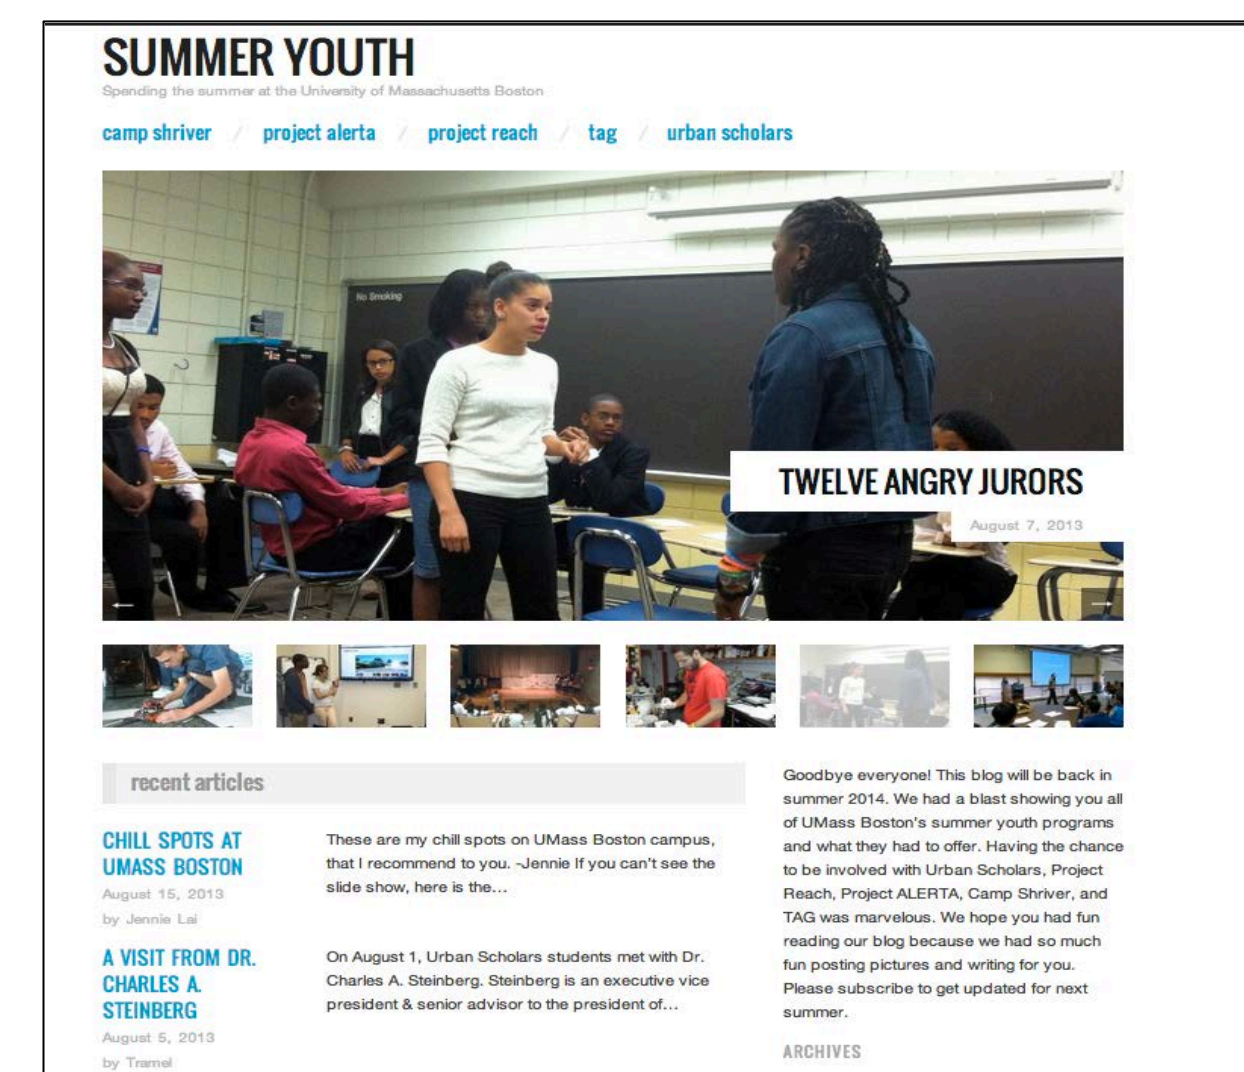 SUMMER YOUTH
Spending the summer at the University of Massachusetts Boston
camp shriver / project alerta / project reach / tag / urban scholars
No Smoking
TWELVE ANGRY JURORS
August 7, 2013
←
→
recent articles
CHILL SPOTS AT
UMASS BOSTON
August 15, 2013
by Jennie Lai
These are my chill spots on UMass Boston campus,
that I recommend to you. -Jennie If you can't see the
slide show, here is the...
A VISIT FROM DR.
CHARLES A.
STEINBERG
August 5, 2013
by Tramel
On August 1, Urban Scholars students met with Dr.
Charles A. Steinberg. Steinberg is an executive vice
president & senior advisor to the president of...
Goodbye everyone! This blog will be back in
summer 2014. We had a blast showing you all
of UMass Boston's summer youth programs
and what they had to offer. Having the chance
to be involved with Urban Scholars, Project
Reach, Project ALERTA, Camp Shriver, and
TAG was marvelous. We hope you had fun
reading our blog because we had so much
fun posting pictures and writing for you.
Please subscribe to get updated for next
summer.
ARCHIVES